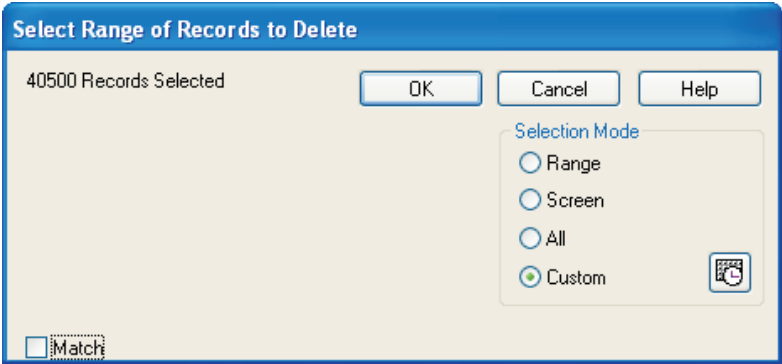 Select Range of Records to Delete
40500 Records Selected
OK
Cancel
Help
Selection Mode
Range
Screen
All
Custom
Match